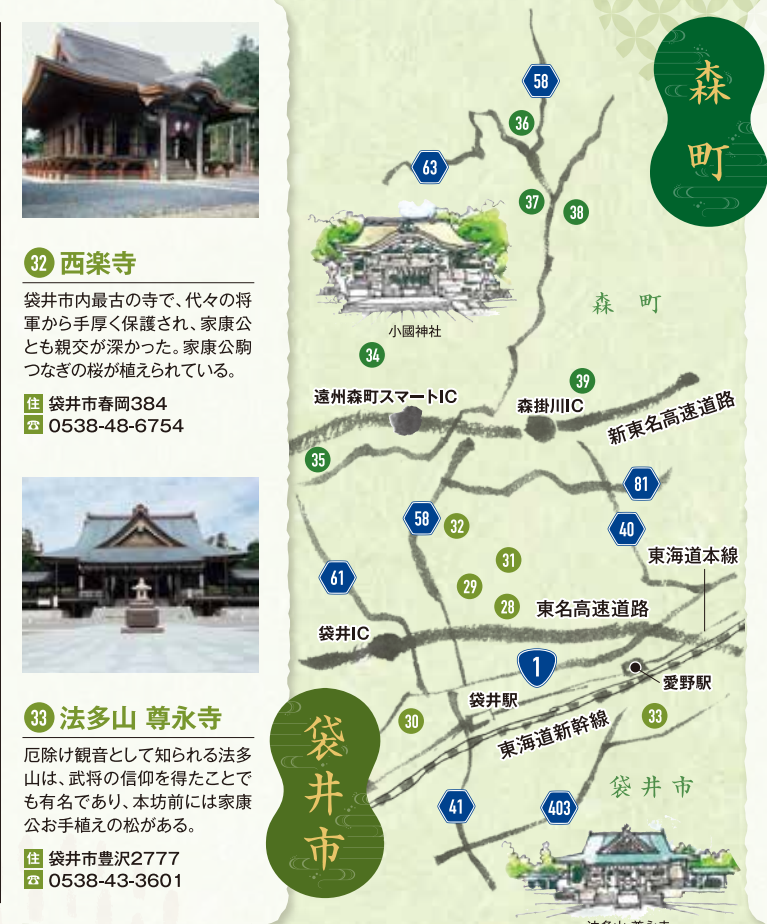 32 西楽寺
袋井市内最古の寺で、代々の将
軍から手厚く保護され、家康公
とも親交が深かった。家康公駒
つなぎの桜が植えられている。
住 袋井市春岡384
☎ 0538-48-6754
33 法多山 尊永寺
厄除け観音として知られる法多
山は、武将の信仰を得たことで
も有名であり、本坊前には家康
公お手植えの松がある。
住 袋井市豊沢2777
☎ 0538-43-3601
森町
58
36
63
37
38
森 町
小國神社
34
39
遠州森町スマートIC
森掛川IC
新東名高速道路
35
81
58
32
40
31
東海道本線
61
29
28
東名高速道路
袋井IC
1
愛野駅
袋井駅
30
33
東海道新幹線
袋井市
袋井市
41
403
法多山 尊永寺